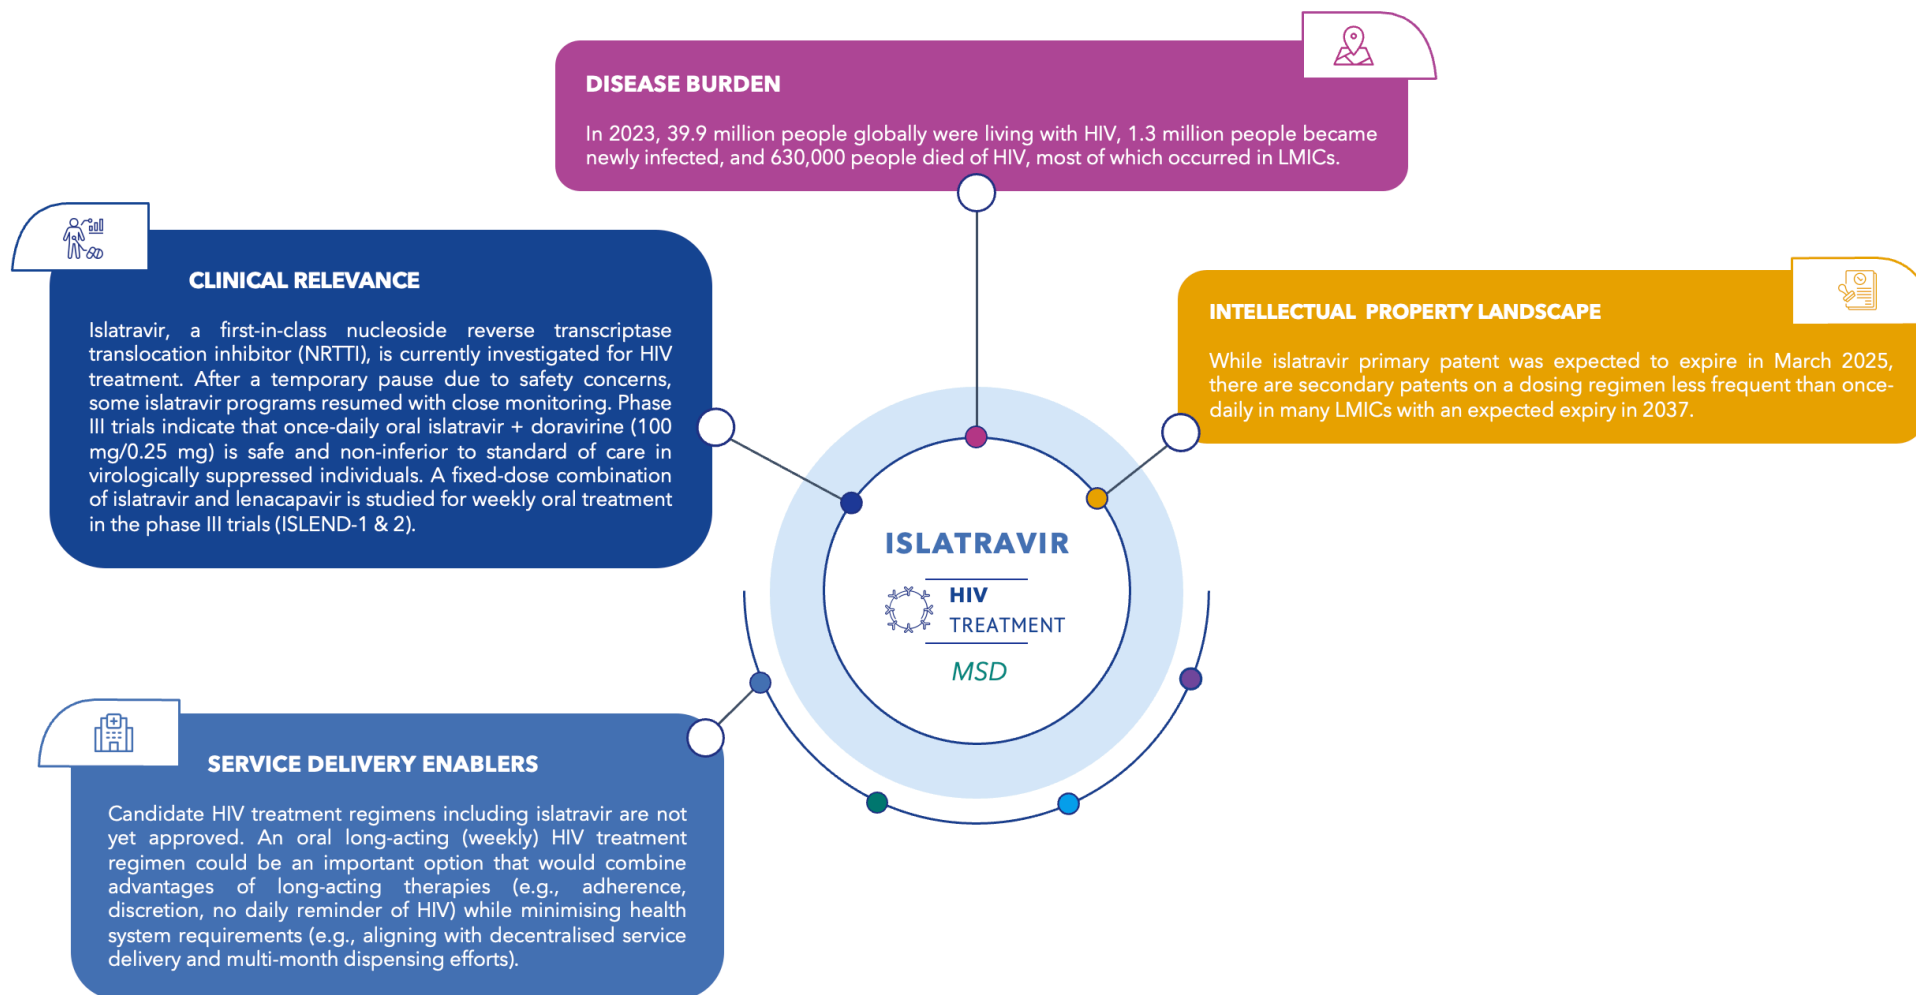 DISEASE BURDEN
In 2023, 39.9 million people globally were living with HIV, 1.3 million people became
newly infected, and 630,000 people died of HIV, most of which occurred in LMICs.
CLINICAL RELEVANCE
Islatravir, a first-in-class nucleoside reverse transcriptase
translocation inhibitor (NRTTI), is currently investigated for HIV
treatment. After a temporary pause due to safety concerns,
some islatravir programs resumed with close monitoring. Phase
III trials indicate that once-daily oral islatravir + doravirine (100
mg/0.25 mg) is safe and non-inferior to standard of care in
virologically suppressed individuals. A fixed-dose combination
of islatravir and lenacapavir is studied for weekly oral treatment
in the phase III trials (ISLEND-1 & 2).
INTELLECTUAL PROPERTY LANDSCAPE
While islatravir primary patent was expected to expire in March 2025,
there are secondary patents on a dosing regimen less frequent than once-
daily in many LMICs with an expected expiry in 2037.
ISLATRAVIR
HIV
TREATMENT
MSD
SERVICE DELIVERY ENABLERS
Candidate HIV treatment regimens including islatravir are not
yet approved. An oral long-acting (weekly) HIV treatment
regimen could be an important option that would combine
advantages of long-acting therapies (e.g., adherence,
discretion, no daily reminder of HIV) while minimising health
system requirements (e.g., aligning with decentralised service
delivery and multi-month dispensing efforts).